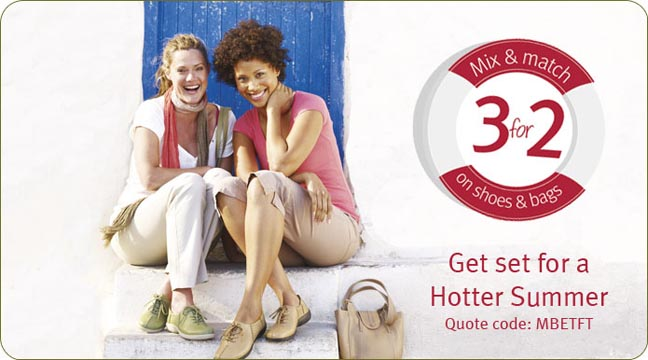 Mix & match
3 for 2
on shoes & bags
Get set for a
Hotter Summer
Quote code: MBETFT